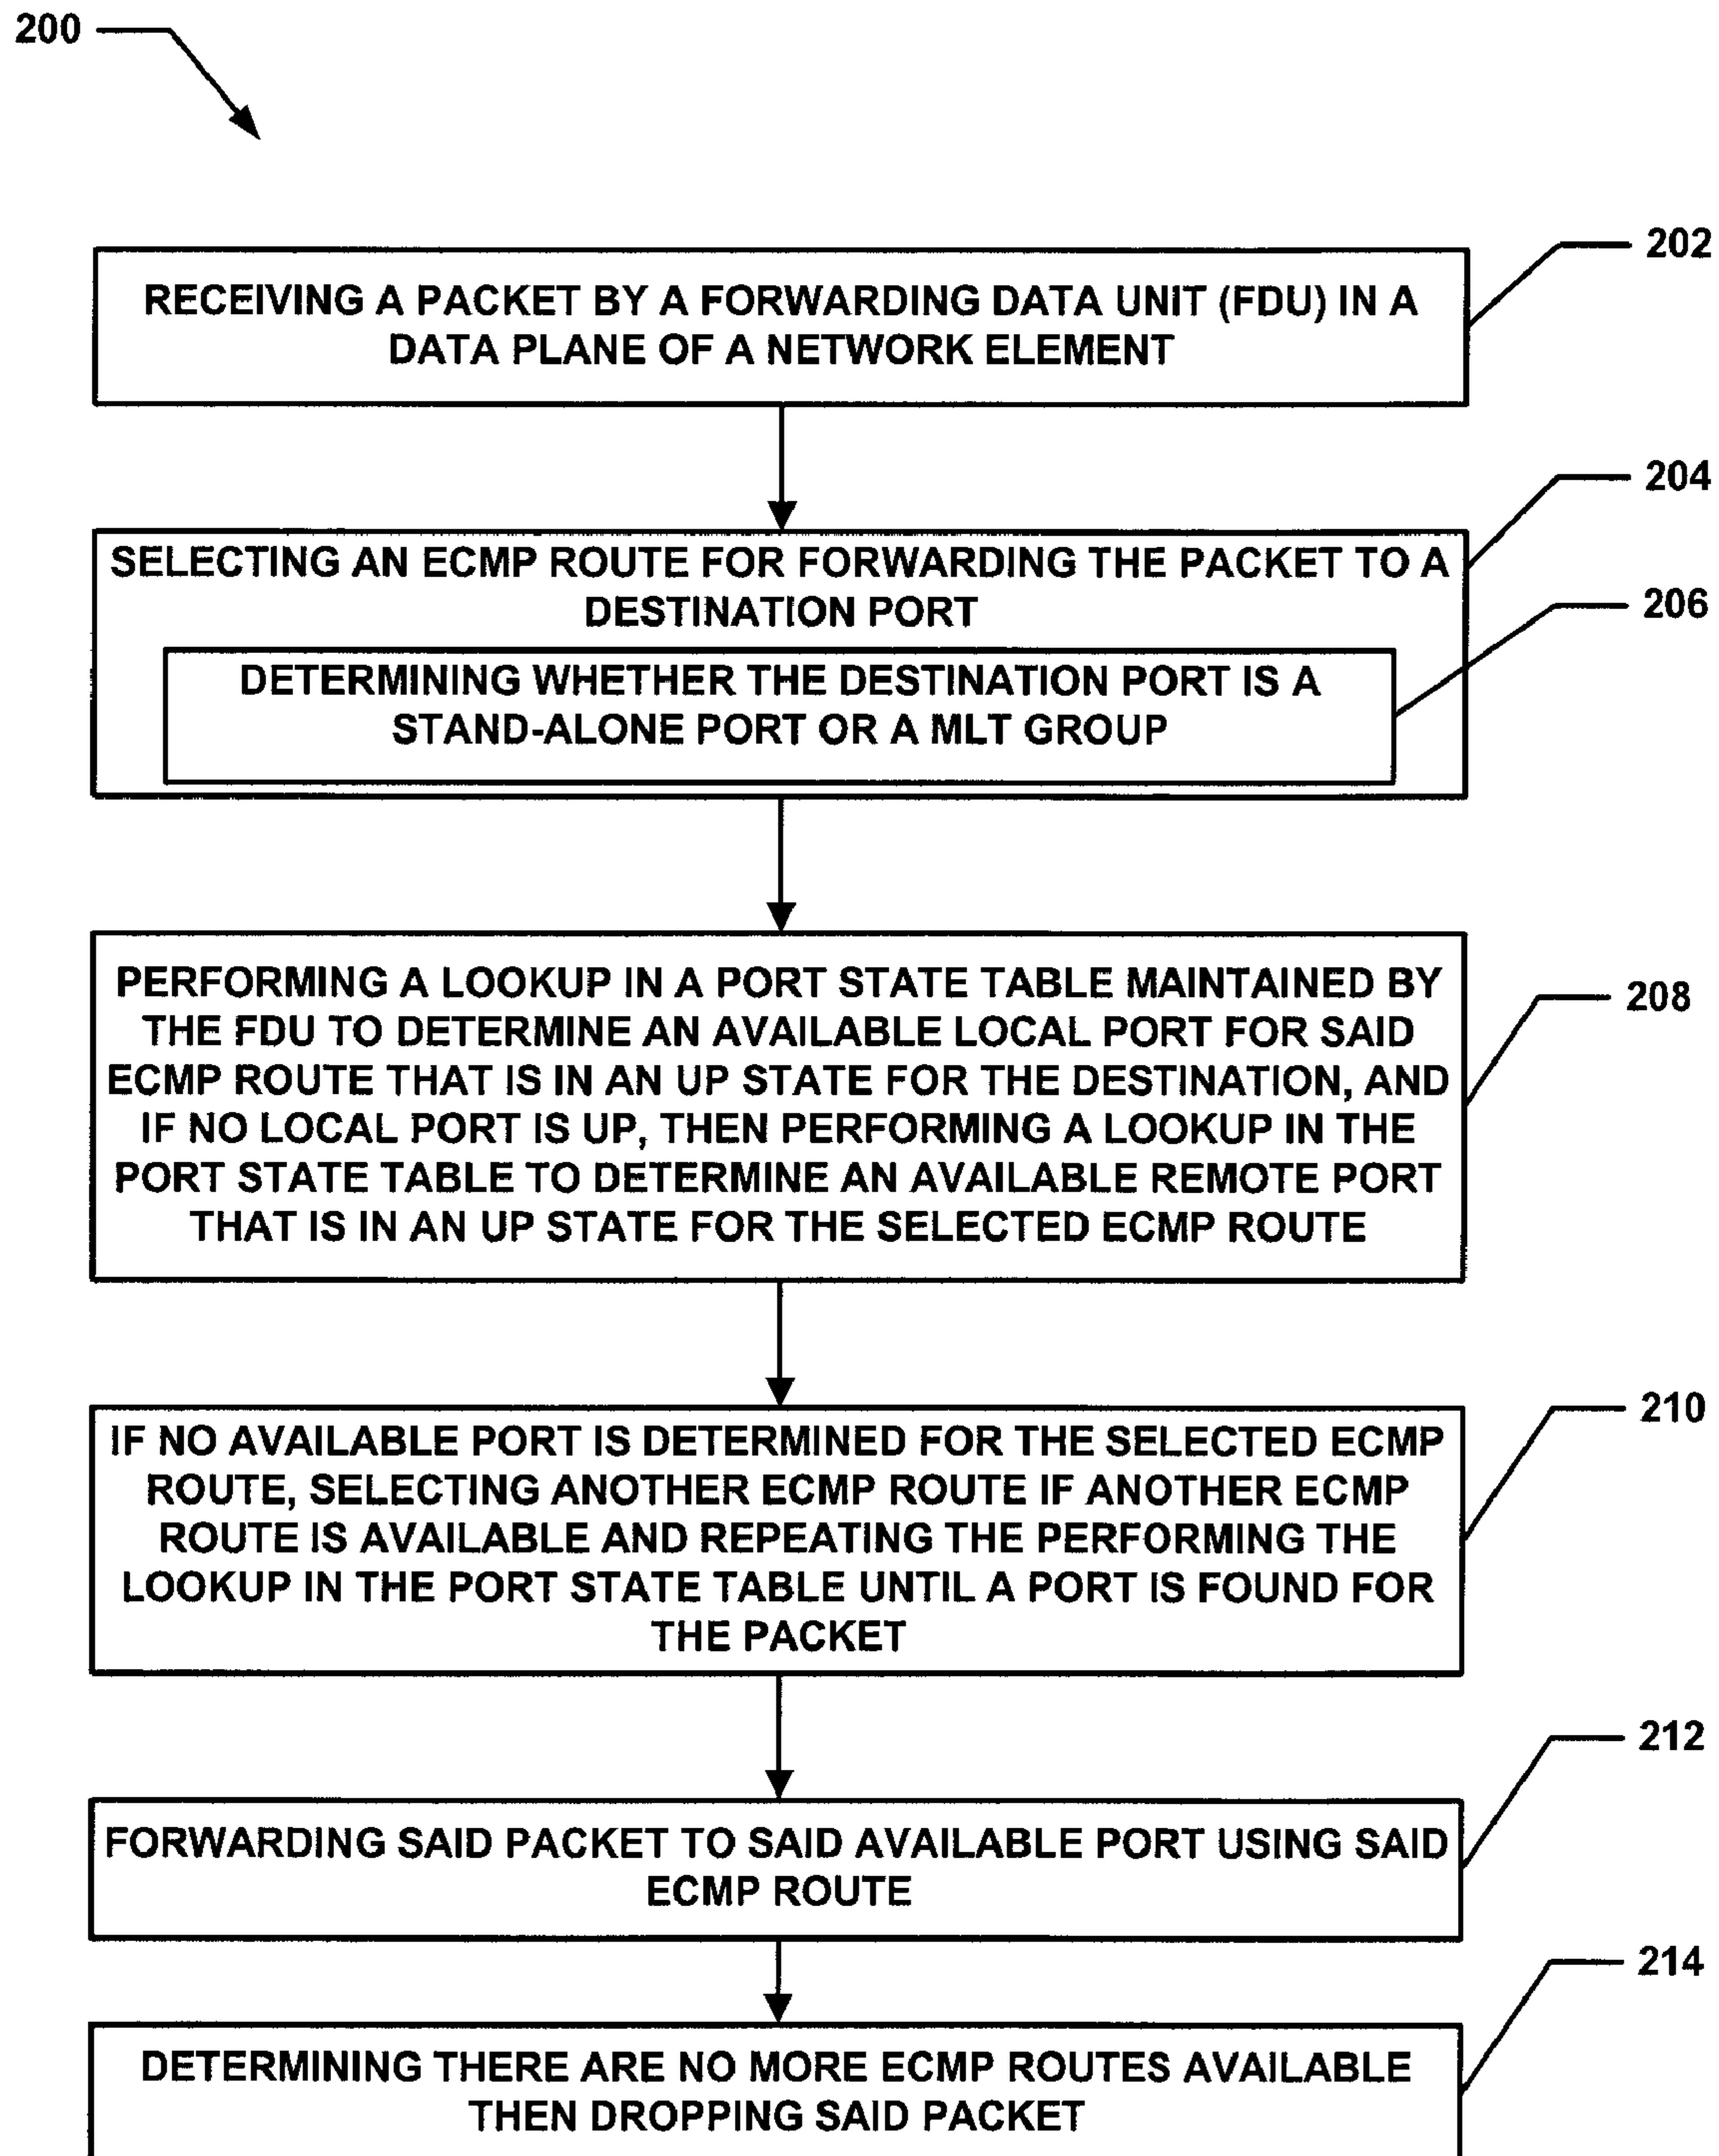 200
202
RECEIVING A PACKET BY A FORWARDING DATA UNIT (FDU) IN A
DATA PLANE OF A NETWORK ELEMENT
204
SELECTING AN ECMP ROUTE FOR FORWARDING THE PACKET TO A
DESTINATION PORT
206
DETERMINING WHETHER THE DESTINATION PORT IS A
STAND-ALONE PORT OR A MLT GROUP
208
PERFORMING A LOOKUP IN A PORT STATE TABLE MAINTAINED BY
THE FDU TO DETERMINE AN AVAILABLE LOCAL PORT FOR SAID
ECMP ROUTE THAT IS IN AN UP STATE FOR THE DESTINATION, AND
IF NO LOCAL PORT IS UP, THEN PERFORMING A LOOKUP IN THE
PORT STATE TABLE TO DETERMINE AN AVAILABLE REMOTE PORT
THAT IS IN AN UP STATE FOR THE SELECTED ECMP ROUTE
210
IF NO AVAILABLE PORT IS DETERMINED FOR THE SELECTED ECMP
ROUTE, SELECTING ANOTHER ECMP ROUTE IF ANOTHER ECMP
ROUTE IS AVAILABLE AND REPEATING THE PERFORMING THE
LOOKUP IN THE PORT STATE TABLE UNTIL A PORT IS FOUND FOR
THE PACKET
212
FORWARDING SAID PACKET TO SAID AVAILABLE PORT USING SAID
ECMP ROUTE
214
DETERMINING THERE ARE NO MORE ECMP ROUTES AVAILABLE
THEN DROPPING SAID PACKET